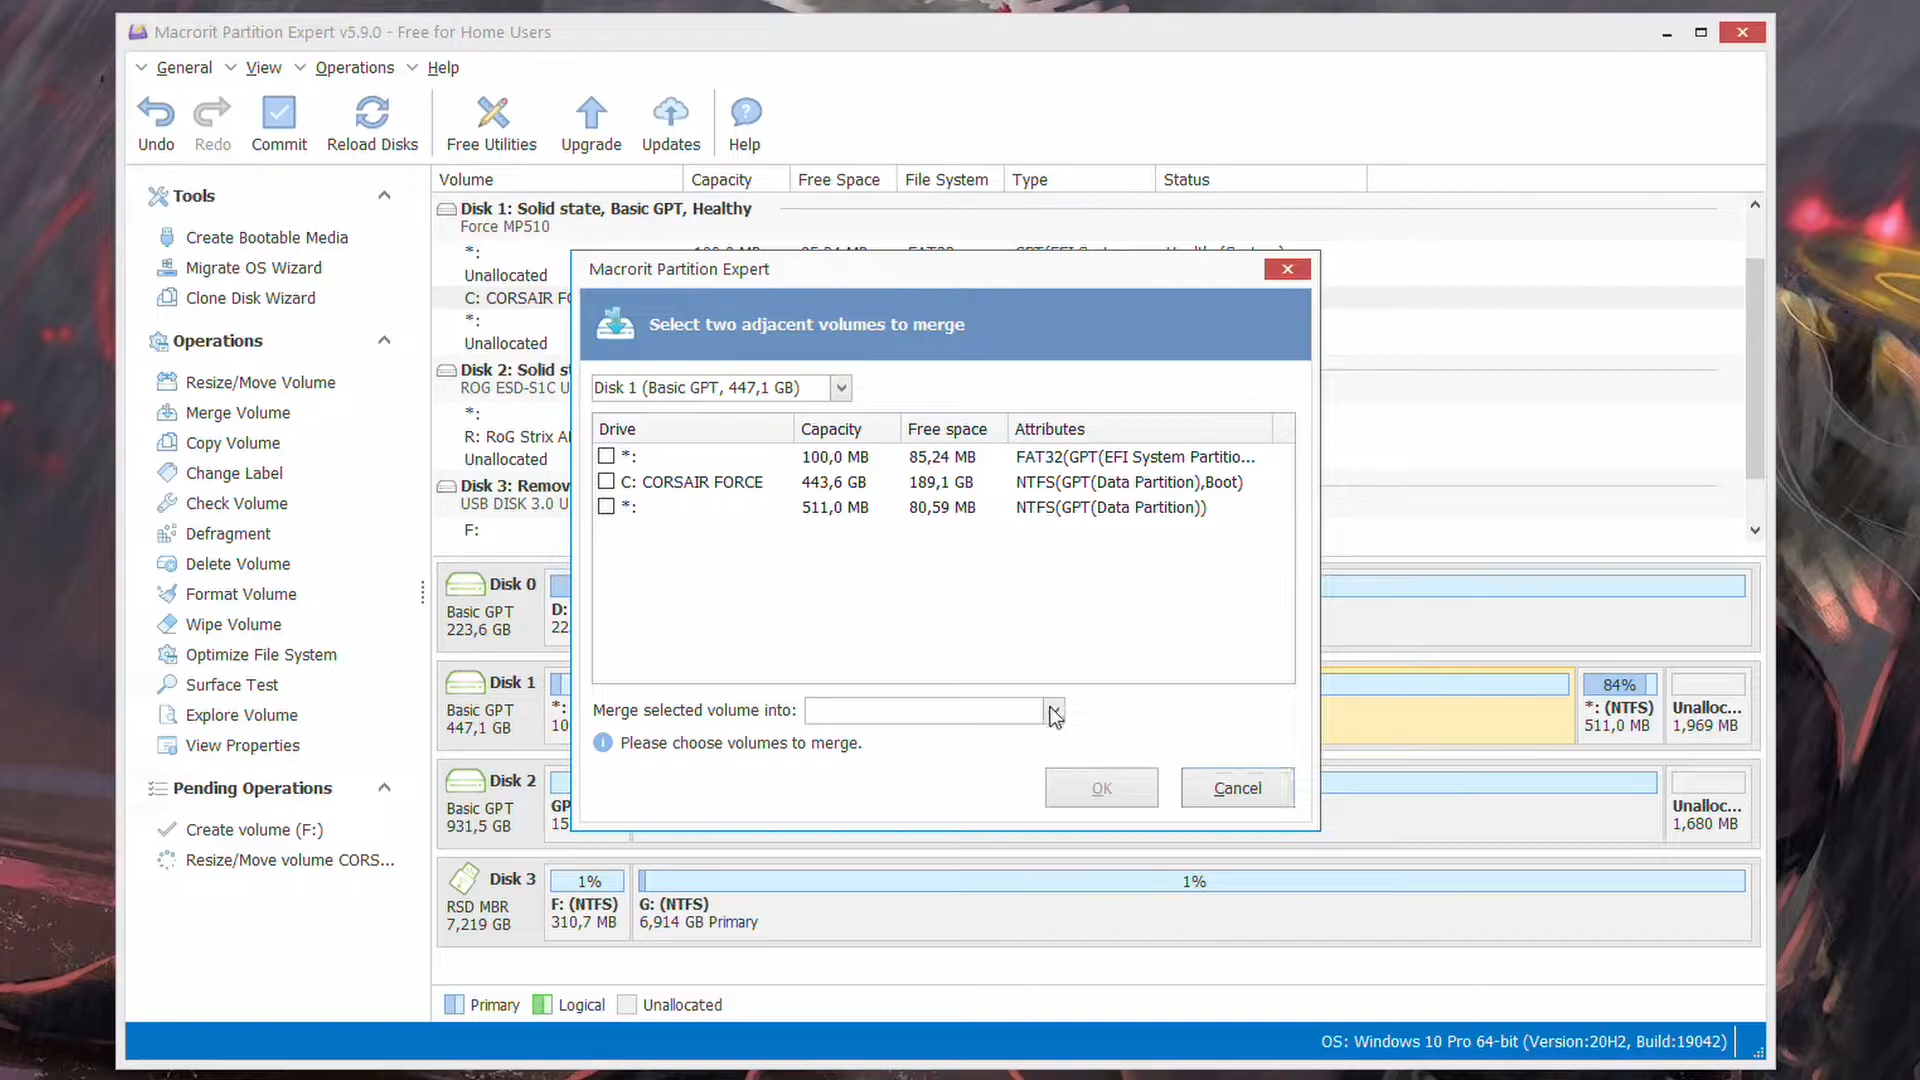 Macrorit Partition Expert v5.9.0 - Free for Home Users
General View Operations Help
Undo Redo Commit Reload Disks Free Utilities Upgrade Updates Help
Tools
Create Bootable Media
Migrate OS Wizard
Clone Disk Wizard
Operations
Resize/Move Volume
Merge Volume
Copy Volume
Change Label
Check Volume
Defragment
Delete Volume
Format Volume
Wipe Volume
Optimize File System
Surface Test
Explore Volume
View Properties
Pending Operations
Create volume (F:)
Resize/Move volume CORS...
Volume Capacity Free Space File System Type Status
Disk 1: Solid state, Basic GPT, Healthy
Force MP510
*:
Unallocated
C: CORSAIR FO
*:
Unallocated
Disk 2: Solid st
ROG ESD-S1C U
*:
R: RoG Strix A
Unallocated
Disk 3: Remov
USB DISK 3.0 U
F:
Macrorit Partition Expert
Select two adjacent volumes to merge
Disk 1 (Basic GPT, 447,1 GB)
Drive Capacity Free space Attributes
*: 100,0 MB 85,24 MB FAT32(GPT(EFI System Partitio...
C: CORSAIR FORCE 443,6 GB 189,1 GB NTFS(GPT(Data Partition),Boot)
*: 511,0 MB 80,59 MB NTFS(GPT(Data Partition))
Merge selected volume into:
Please choose volumes to merge.
OK Cancel
Disk 0
Basic GPT
223,6 GB
D:
22
Disk 1
Basic GPT
447,1 GB
*:
10
84%
*: (NTFS)
511,0 MB
Unalloc...
1,969 MB
Disk 2
Basic GPT
931,5 GB
GP
15
Unalloc...
1,680 MB
Disk 3
RSD MBR
7,219 GB
1%
F: (NTFS)
310,7 MB
1%
G: (NTFS)
6,914 GB Primary
Primary Logical Unallocated
OS: Windows 10 Pro 64-bit (Version:20H2, Build:19042)